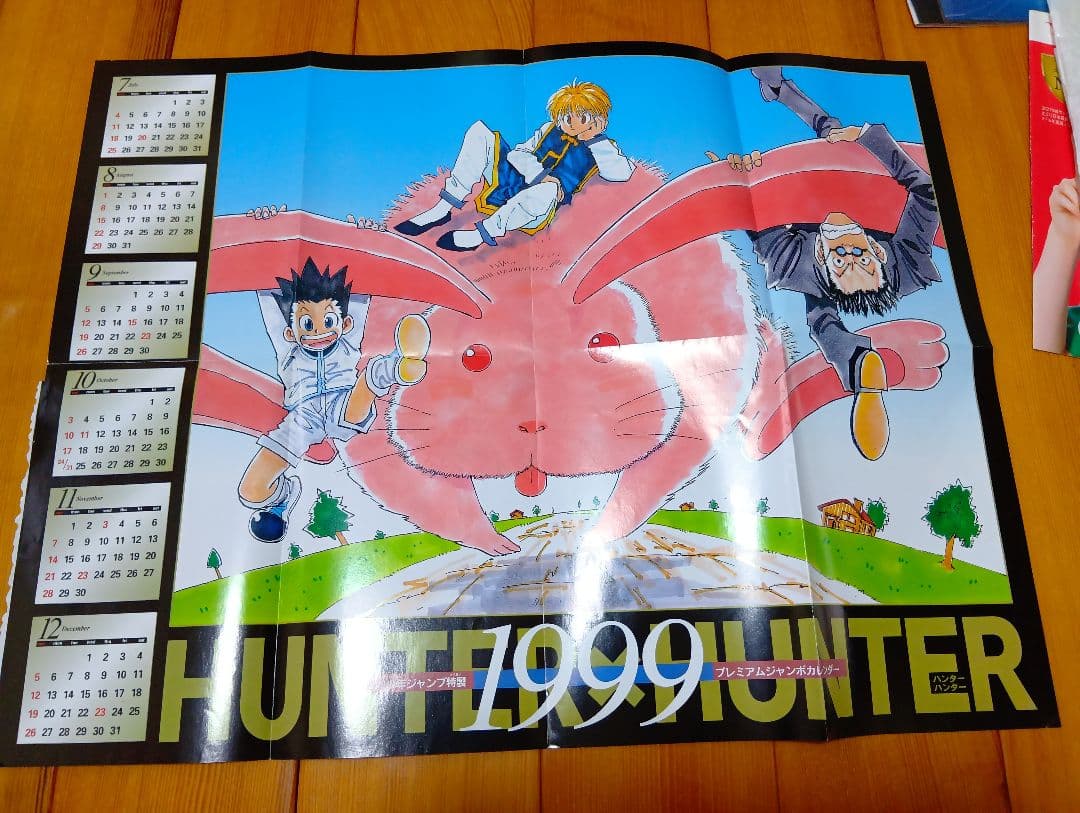 7 July
1 2 3
4 5 6 7 8 9 10
11 12 13 14 15 16 17
18 19 20 21 22 23 24
25 26 27 28 29 30 31
8 August
1 2 3 4 5 6 7
8 9 10 11 12 13 14
15 16 17 18 19 20 21
22 23 24 25 26 27 28
29 30 31
9 September
1 2 3 4
5 6 7 8 9 10 11
12 13 14 15 16 17 18
19 20 21 22 23 24 25
26 27 28 29 30
10 October
1 2
3 4 5 6 7 8 9
10 11 12 13 14 15 16
17 18 19 20 21 22 23
24/31 25 26 27 28 29 30
11 November
1 2 3 4 5 6
7 8 9 10 11 12 13
14 15 16 17 18 19 20
21 22 23 24 25 26 27
28 29 30
12 December
1 2 3 4
5 6 7 8 9 10 11
12 13 14 15 16 17 18
19 20 21 22 23 24 25
26 27 28 29 30 31
HUNTER×HUNTER
年ジャンプ特製 1999 プレミアムジャンボカレンダー
ハンター
ハンター